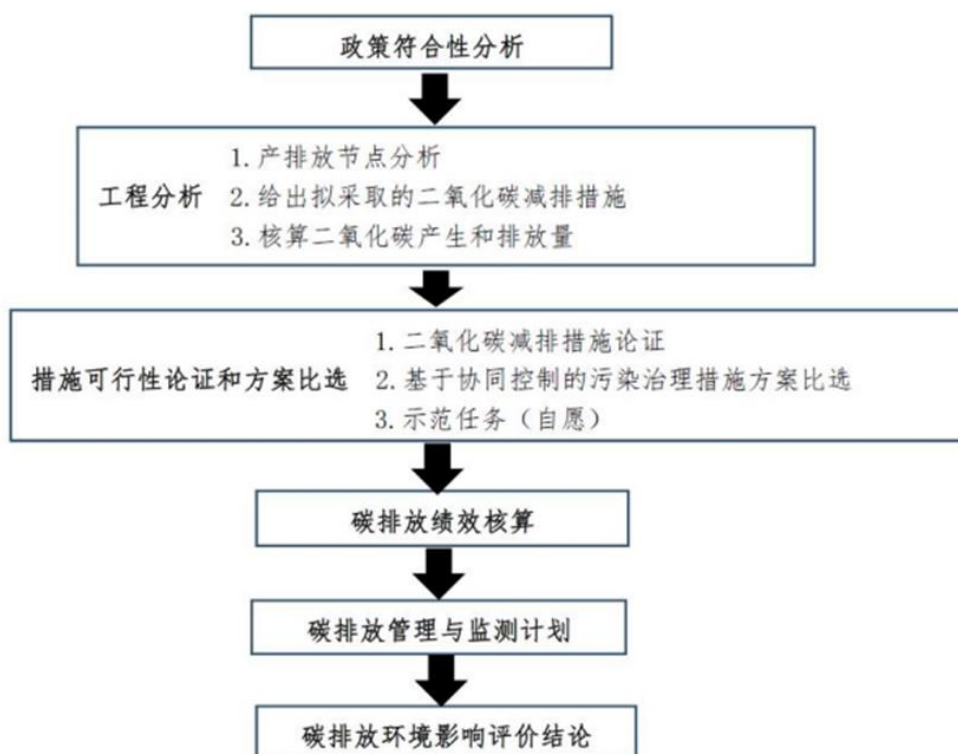 政策符合性分析
1.产排放节点分析
工程分析 2.给出拟采取的二氧化碳减排措施
3.核算二氧化碳产生和排放量
1.二氧化碳减排措施论证
措施可行性论证和方案比选 2.基于协同控制的污染治理措施方案比选
3.示范任务（自愿）
碳排放绩效核算
碳排放管理与监测计划
碳排放环境影响评价结论